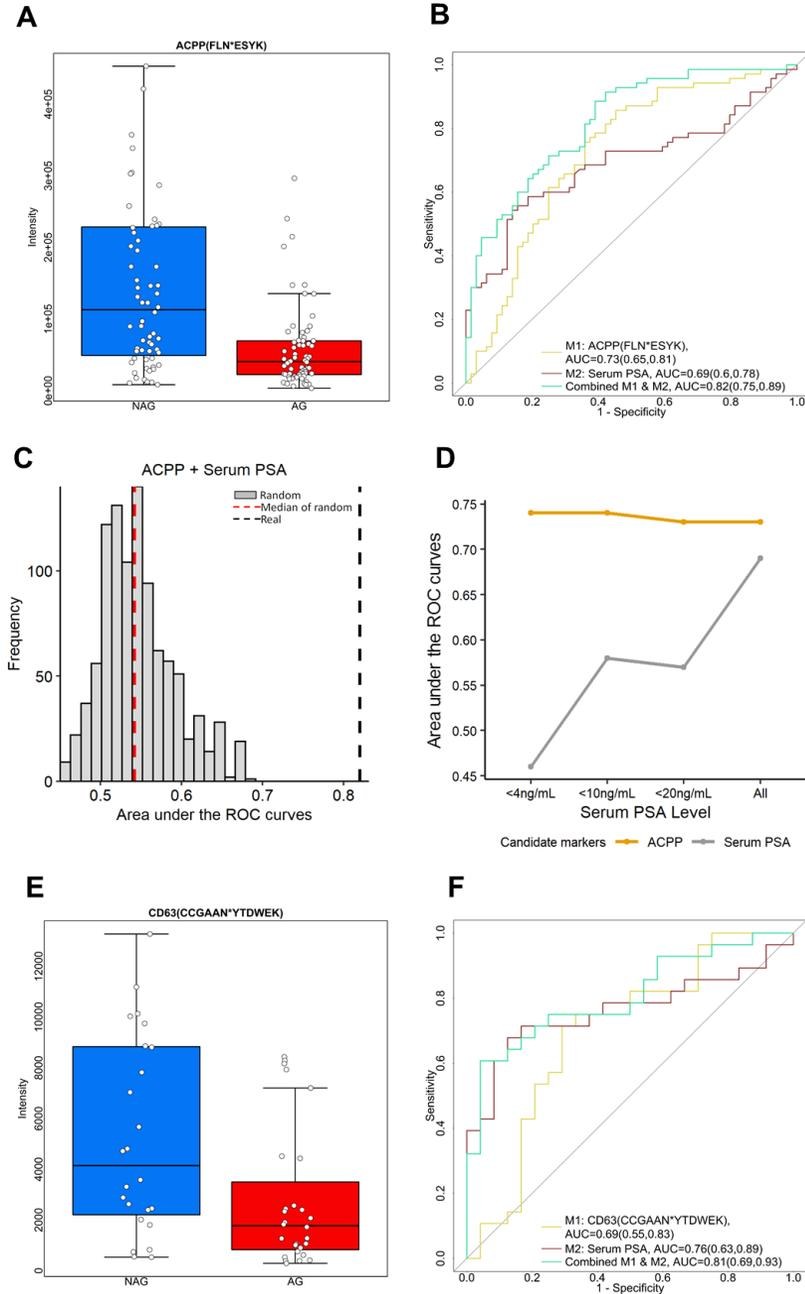 A
ACPP(FLN*ESYK)
Intensity
0e+00 1e+05 2e+05 3e+05 4e+05
NAG AG
B
Sensitivity
0.0 0.2 0.4 0.6 0.8 1.0
M1: ACPP(FLN*ESYK),
AUC=0.73(0.65,0.81)
M2: Serum PSA, AUC=0.69(0.6,0.78)
Combined M1 & M2, AUC=0.82(0.75,0.89)
0.0 0.2 0.4 0.6 0.8 1.0
1 - Specificity
C
ACPP + Serum PSA
Random
Median of random
Real
Frequency
100
50
0
0.5 0.6 0.7 0.8
Area under the ROC curves
D
Area under the ROC curves
0.75
0.70
0.65
0.60
0.55
0.50
0.45
<4ng/mL <10ng/mL <20ng/mL All
Serum PSA Level
Candidate markers ACPP Serum PSA
E
CD63(CCGAAN*YTDWEK)
Intensity
0 2000 4000 6000 8000 10000 12000
NAG AG
F
Sensitivity
0.0 0.2 0.4 0.6 0.8 1.0
M1: CD63(CCGAAN*YTDWEK),
AUC=0.69(0.55,0.83)
M2: Serum PSA, AUC=0.76(0.63,0.89)
Combined M1 & M2, AUC=0.81(0.69,0.93)
0.0 0.2 0.4 0.6 0.8 1.0
1 - Specificity